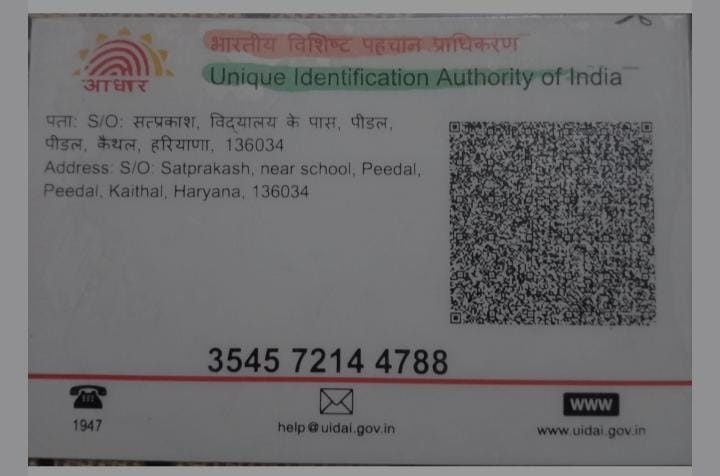 भारतीय विशिष्ट पहचान प्राधिकरण
Unique Identification Authority of India
आधार
पता: S/O: सत्प्रकाश, विद्यालय के पास, पीडल,
पीडल, कैथल, हरियाणा, 136034
Address: S/O: Satprakash, near school, Peedal,
Peedal, Kaithal, Haryana, 136034
3545 7214 4788
1947
help@uidai.gov.in
WWW
www.uidai.gov.in